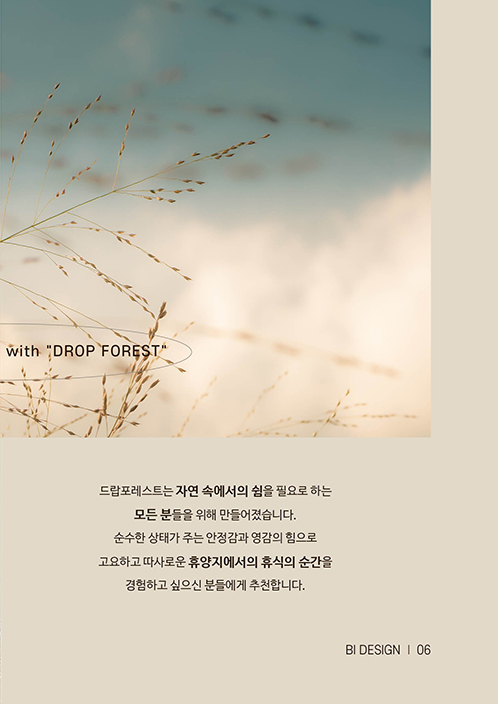 with "DROP FOREST"
드랍포레스트는 자연 속에서의 쉼을 필요로 하는
모든 분들을 위해 만들어졌습니다.
순수한 상태가 주는 안정감과 영감의 힘으로
고요하고 따사로운 휴양지에서의 휴식의 순간을
경험하고 싶으신 분들에게 추천합니다.
BI DESIGN | 06